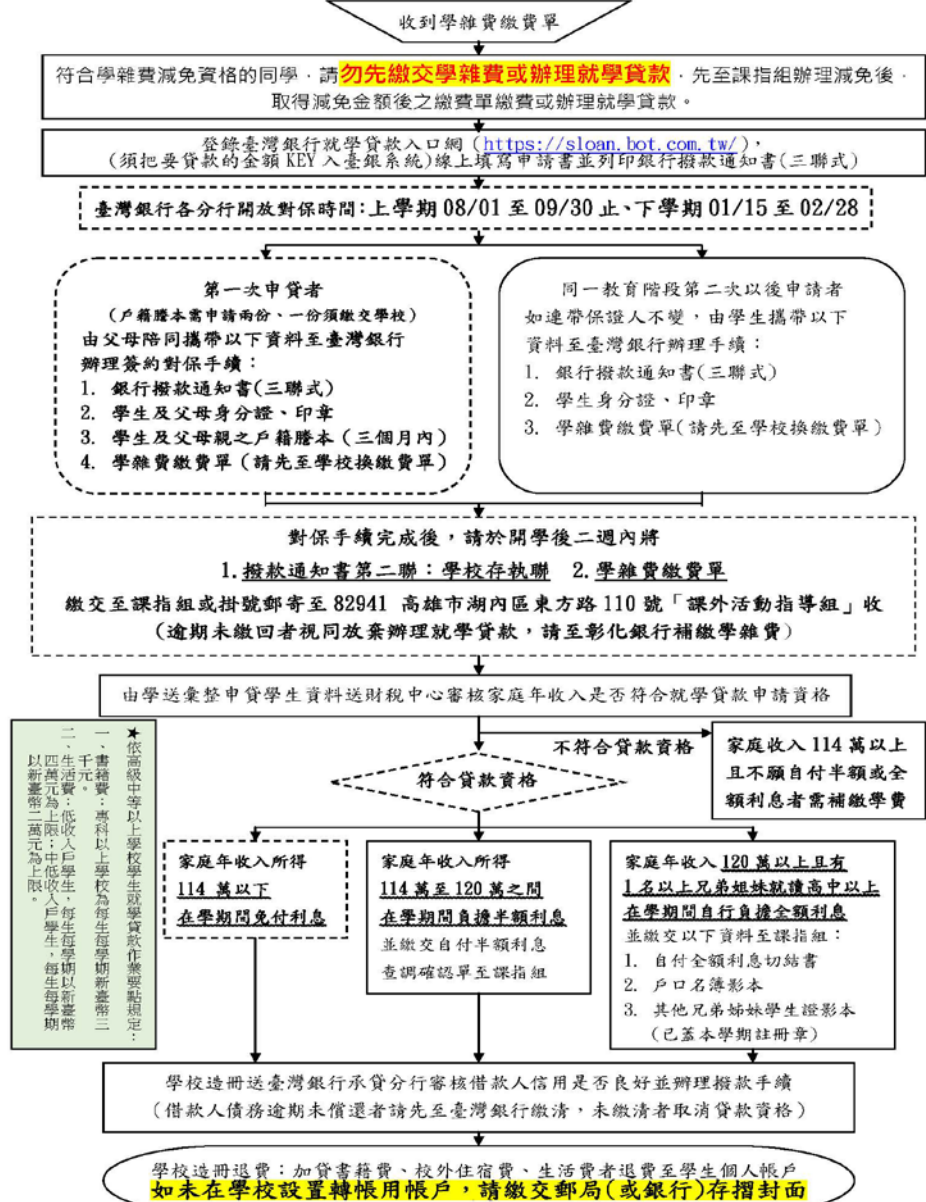 收到學雜費繳費單
符合學雜費減免資格的同學，請勿先繳交學雜費或辦理就學貸款，先至課指組辦理減免後，
取得減免金額後之繳費單繳費或辦理就學貸款。
登錄臺灣銀行就學貸款入口網 (https://sloan.bot.com.tw/)，
(須把要貸款的金額 KEY 入臺銀系統)線上填寫申請書並列印銀行撥款通知書(三聯式)
臺灣銀行各分行開放對保時間：上學期 08/01 至 09/30 止、下學期 01/15 至 02/28
第一次申貸者
(戶籍謄本需申請兩份、一份須繳交學校)
由父母陪同攜帶以下資料至臺灣銀行
辦理簽約對保手續：
1. 銀行撥款通知書(三聯式)
2. 學生及父母身分證、印章
3. 學生及父母親之戶籍謄本 (三個月內)
4. 學雜費繳費單 (請先至學校換繳費單)
同一教育階段第二次以後申請者
如連帶保證人不變，由學生攜帶以下
資料至臺灣銀行辦理手續：
1. 銀行撥款通知書(三聯式)
2. 學生身分證、印章
3. 學雜費繳費單(請先至學校換繳費單)
對保手續完成後，請於開學後二週內將
1.撥款通知書第二聯：學校存執聯 2.學雜費繳費單
繳交至課指組或掛號郵寄至 82941 高雄市湖內區東方路 110 號「課外活動指導組」收
(逾期未繳回者視同放棄辦理就學貸款，請至彰化銀行補繳學雜費)
由學送彙整申貸學生資料送財稅中心審核家庭年收入是否符合就學貸款申請資格
★依高級中等以上學校學生就學貸款作業要點規定：
一、書籍費：專科以上學校為每生每學期新臺幣三
千元。
二、生活費：低收入戶學生，每生每學期以新臺幣
四萬元為上限；中低收入戶學生，每生每學期
以新臺幣二萬元為上限。
符合貸款資格
不符合貸款資格
家庭收入 114 萬以上
且不願自付半額或全
額利息者需補繳學費
家庭年收入所得
114 萬以下
在學期間免付利息
家庭年收入所得
114 萬至 120 萬之間
在學期間負擔半額利息
並繳交自付半額利息
查調確認單至課指組
家庭年收入 120 萬以上且有
1 名以上兄弟姐妹就讀高中以上
在學期間自行負擔全額利息
並繳交以下資料至課指組：
1. 自付全額利息切結書
2. 戶口名簿影本
3. 其他兄弟姊妹學生證影本
(已蓋本學期註冊章)
學校造冊送臺灣銀行承貸分行審核借款人信用是否良好並辦理撥款手續
(借款人債務逾期未償還者請先至臺灣銀行繳清，未繳清者取消貸款資格)
學校造冊退費：加貸書籍費、校外住宿費、生活費者退費至學生個人帳戶
如未在學校設置轉帳用帳戶，請繳交郵局(或銀行)存摺封面